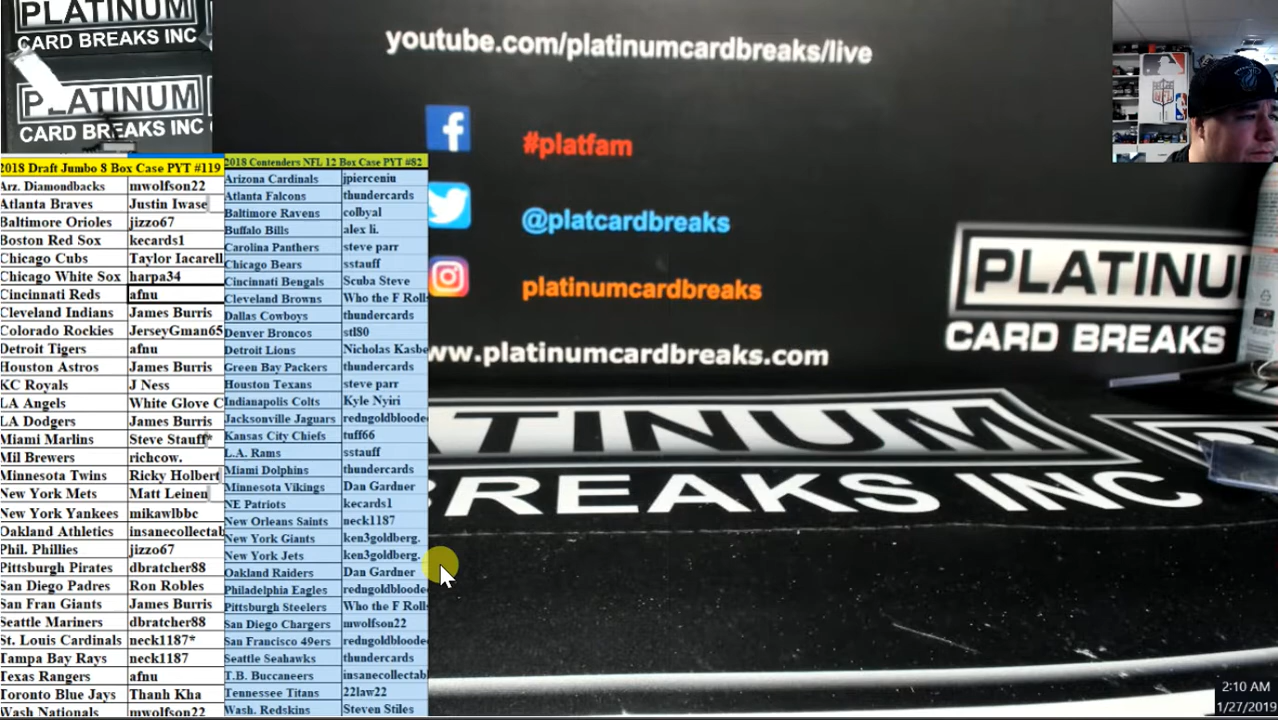 PLATINUM
CARD BREAKS INC
PLATINUM
CARD BREAKS INC
youtube.com/platinumcardbreaks/live
#platfam
@platcardbreaks
platinumcardbreaks
www.platinumcardbreaks.com
PLATINU
CARD BREAKS
PLATINUM
BREAKS INC
2018 Draft Jumbo 8 Box Case PYT #119
Arz. Diamondbacks mwolfson22
Atlanta Braves Justin Iwase
Baltimore Orioles jizzo67
Boston Red Sox kecards1
Chicago Cubs Taylor Iacarell
Chicago White Sox harpa34
Cincinnati Reds afnu
Cleveland Indians James Burris
Colorado Rockies JerseyGman65
Detroit Tigers afnu
Houston Astros James Burris
KC Royals J Ness
LA Angels White Glove C
LA Dodgers James Burris
Miami Marlins Steve Stauff*
Mil Brewers richcow.
Minnesota Twins Ricky Holbert
New York Mets Matt Leinen
New York Yankees mikawlbbc
Oakland Athletics insanecollectab
Phil. Phillies jizzo67
Pittsburgh Pirates dbratcher88
San Diego Padres Ron Robles
San Fran Giants James Burris
Seattle Mariners dbratcher88
St. Louis Cardinals neck1187*
Tampa Bay Rays neck1187
Texas Rangers afnu
Toronto Blue Jays Thanh Kha
Wash Nationals mwolfson22
2018 Contenders NFL 12 Box Case PYT #82
Arizona Cardinals jpierceniu
Atlanta Falcons thundercards
Baltimore Ravens colbyal
Buffalo Bills alex li.
Carolina Panthers steve parr
Chicago Bears sstauff
Cincinnati Bengals Scuba Steve
Cleveland Browns Who the F Roll
Dallas Cowboys thundercards
Denver Broncos stl80
Detroit Lions Nicholas Kasbe
Green Bay Packers thundercards
Houston Texans steve parr
Indianapolis Colts Kyle Nyiri
Jacksonville Jaguars redngoldbloode
Kansas City Chiefs tuff66
L.A. Rams sstauff
Miami Dolphins thundercards
Minnesota Vikings Dan Gardner
NE Patriots kecards1
New Orleans Saints neck1187
New York Giants ken3goldberg.
New York Jets ken3goldberg.
Oakland Raiders Dan Gardner
Philadelphia Eagles redngoldbloode
Pittsburgh Steelers Who the F Roll
San Diego Chargers mwolfson22
San Francisco 49ers redngoldbloode
Seattle Seahawks thundercards
T.B. Buccaneers insanecollectab
Tennessee Titans 22law22
Wash. Redskins Steven Stiles
2:10 AM
1/27/2019